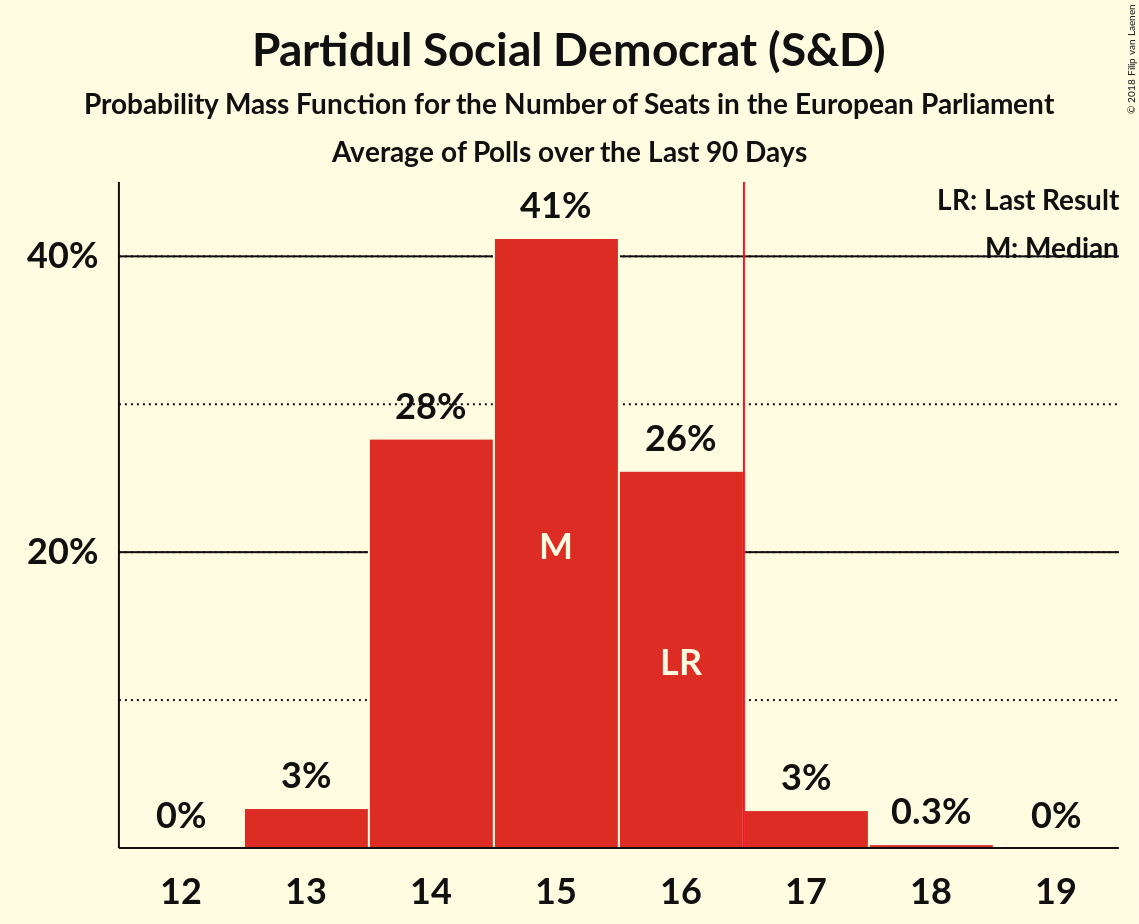 Partidul Social Democrat (S&D)
Probability Mass Function for the Number of Seats in the European Parliament
Average of Polls over the Last 90 Days
© 2018 Filip van Laenen
LR: Last Result
M: Median
40%
20%
0%
3%
28%
41%
26%
3%
0.3%
0%
M
LR
12 13 14 15 16 17 18 19